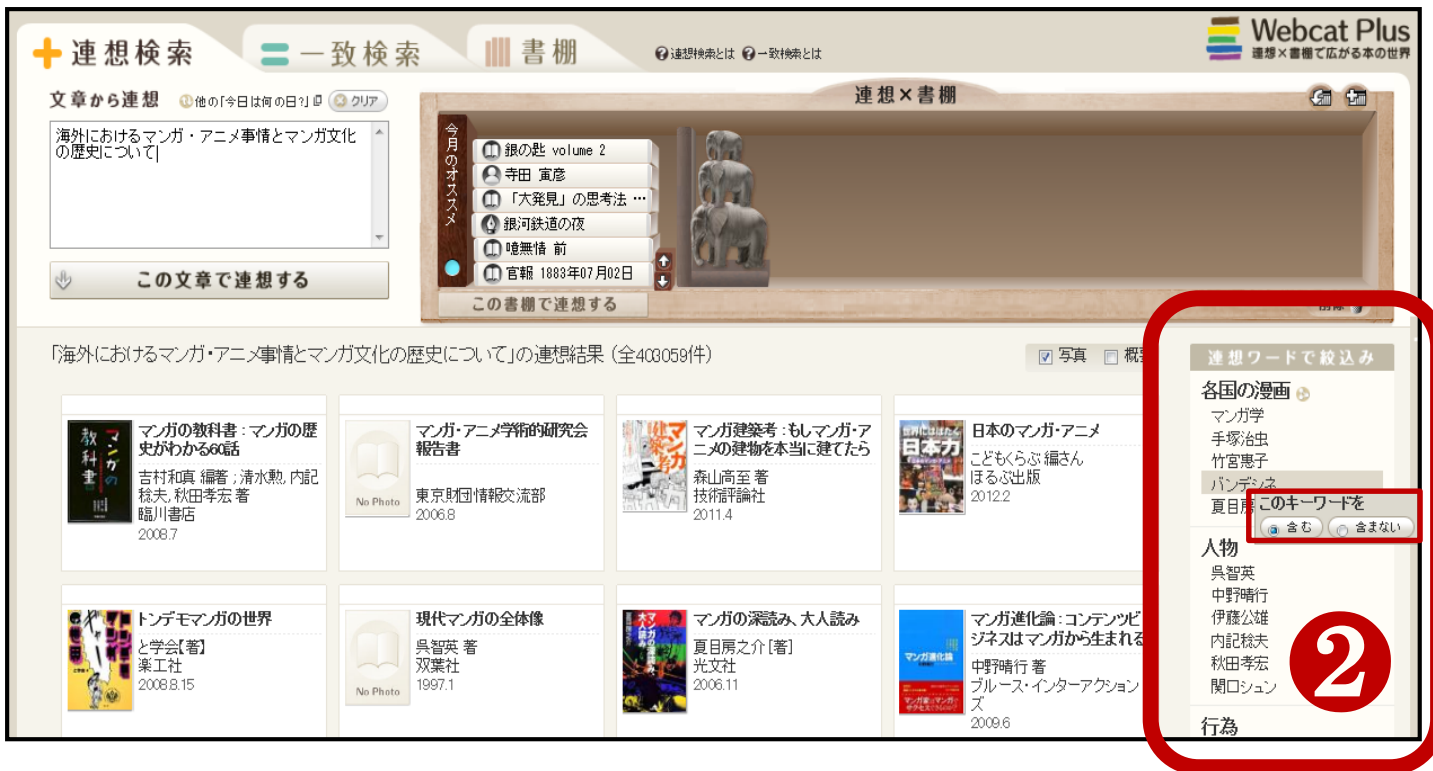 連想検索
一致検索
書棚
連想検索とは 一致検索とは
Webcat Plus
連想×書棚で広がる本の世界
文章から連想
他の「今日は何の日?」
クリア
海外におけるマンガ・アニメ事情とマンガ文化
の歴史について
この文章で連想する
連想×書棚
今月のオススメ
銀の匙 volume 2
寺田 寅彦
「大発見」の思考法 …
銀河鉄道の夜
噫無情 前
官報 1883年07月02日
この書棚で連想する
「海外におけるマンガ・アニメ事情とマンガ文化の歴史について」の連想結果 (全403059件)
写真
マンガの教科書 : マンガの歴
史がわかる60話
吉村和真 編著 ; 清水勲, 内記
稔夫, 秋田孝宏 著
臨川書店
2008.7
No Photo
マンガ・アニメ学術的研究会
報告書
東京財団情報交流部
2006.8
マンガ建築考 : もしマンガ・ア
ニメの建物を本当に建てたら
森山高至 著
技術評論社
2011.4
日本のマンガ・アニメ
こどもくらぶ 編さん
ほるぷ出版
2012.2
トンデモマンガの世界
と学会【著】
楽工社
2008.8.15
No Photo
現代マンガの全体像
呉智英 著
双葉社
1997.1
マンガの深読み、大人読み
夏目房之介 [著]
光文社
2006.11
マンガ進化論 : コンテンツビ
ジネスはマンガから生まれる
中野晴行 著
ブルース・インターアクション
ズ
2009.6
連想ワードで絞込み
各国の漫画
マンガ学
手塚治虫
竹宮惠子
バンデシネ
夏目房
このキーワードを
含む 含まない
人物
呉智英
中野晴行
伊藤公雄
内記稔夫
秋田孝宏
関口シュン
行為
2